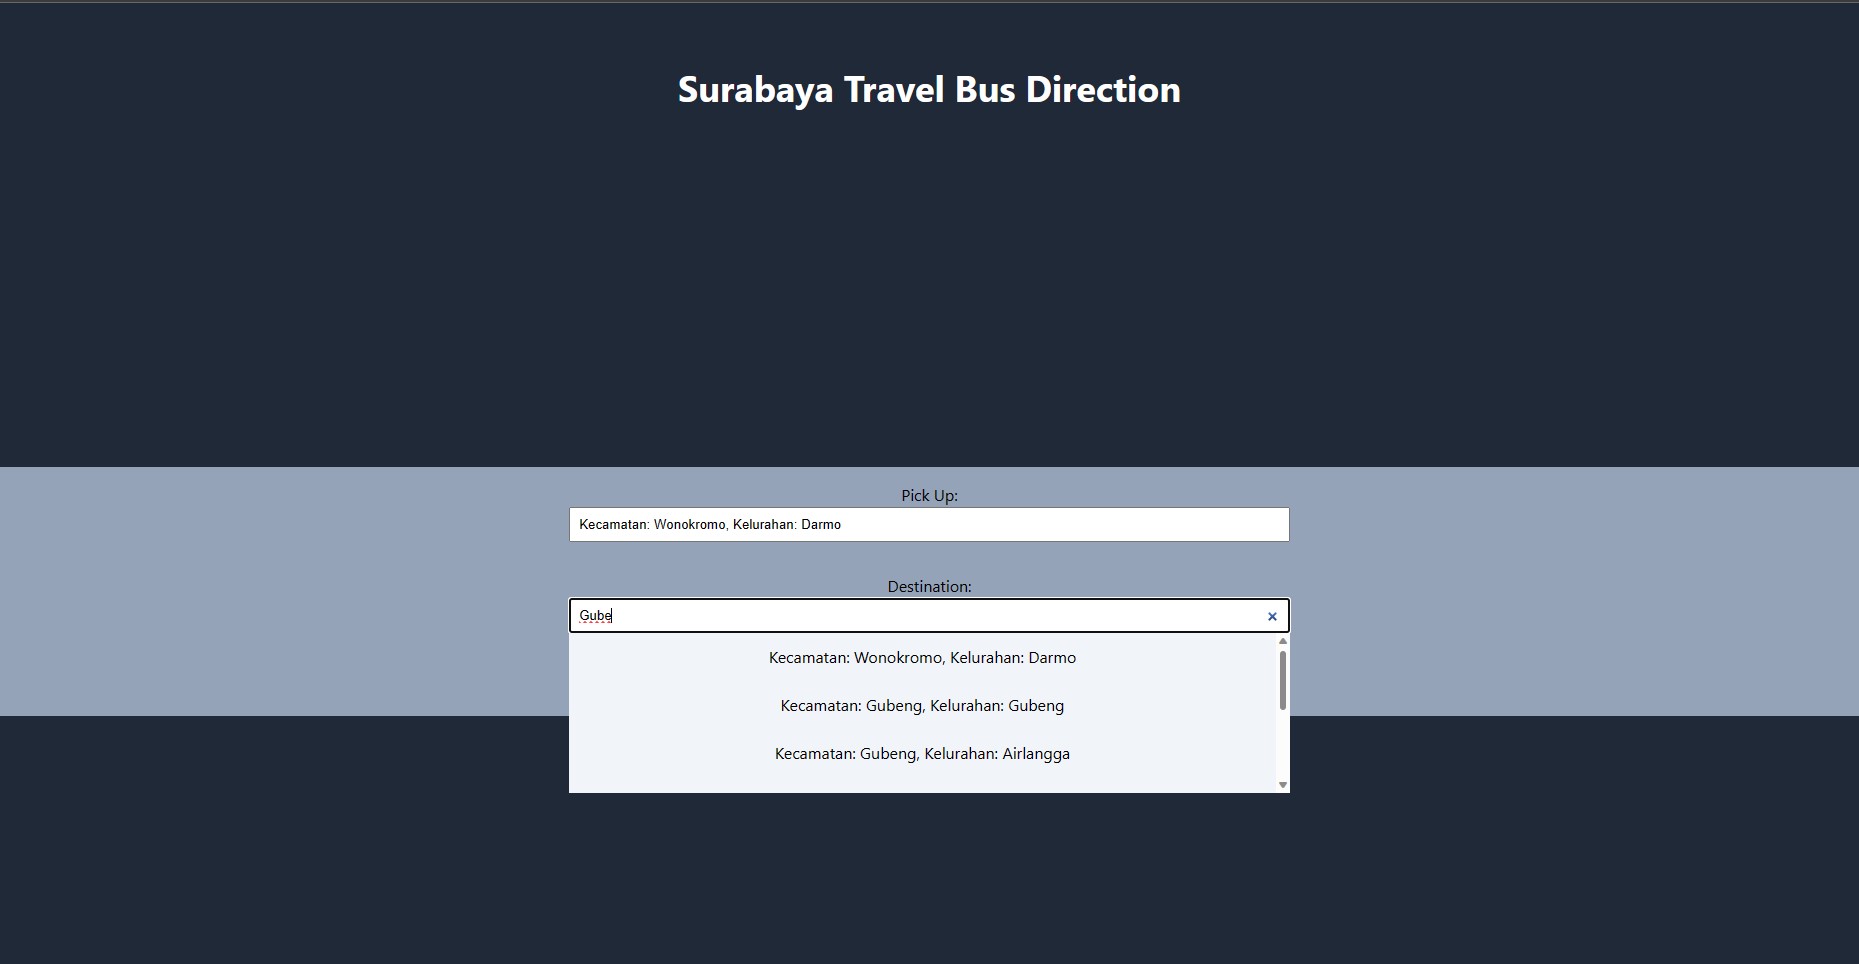 Surabaya Travel Bus Direction
Pick Up:
Kecamatan: Wonokromo, Kelurahan: Darmo
Destination:
Gube
Kecamatan: Wonokromo, Kelurahan: Darmo
Kecamatan: Gubeng, Kelurahan: Gubeng
Kecamatan: Gubeng, Kelurahan: Airlangga